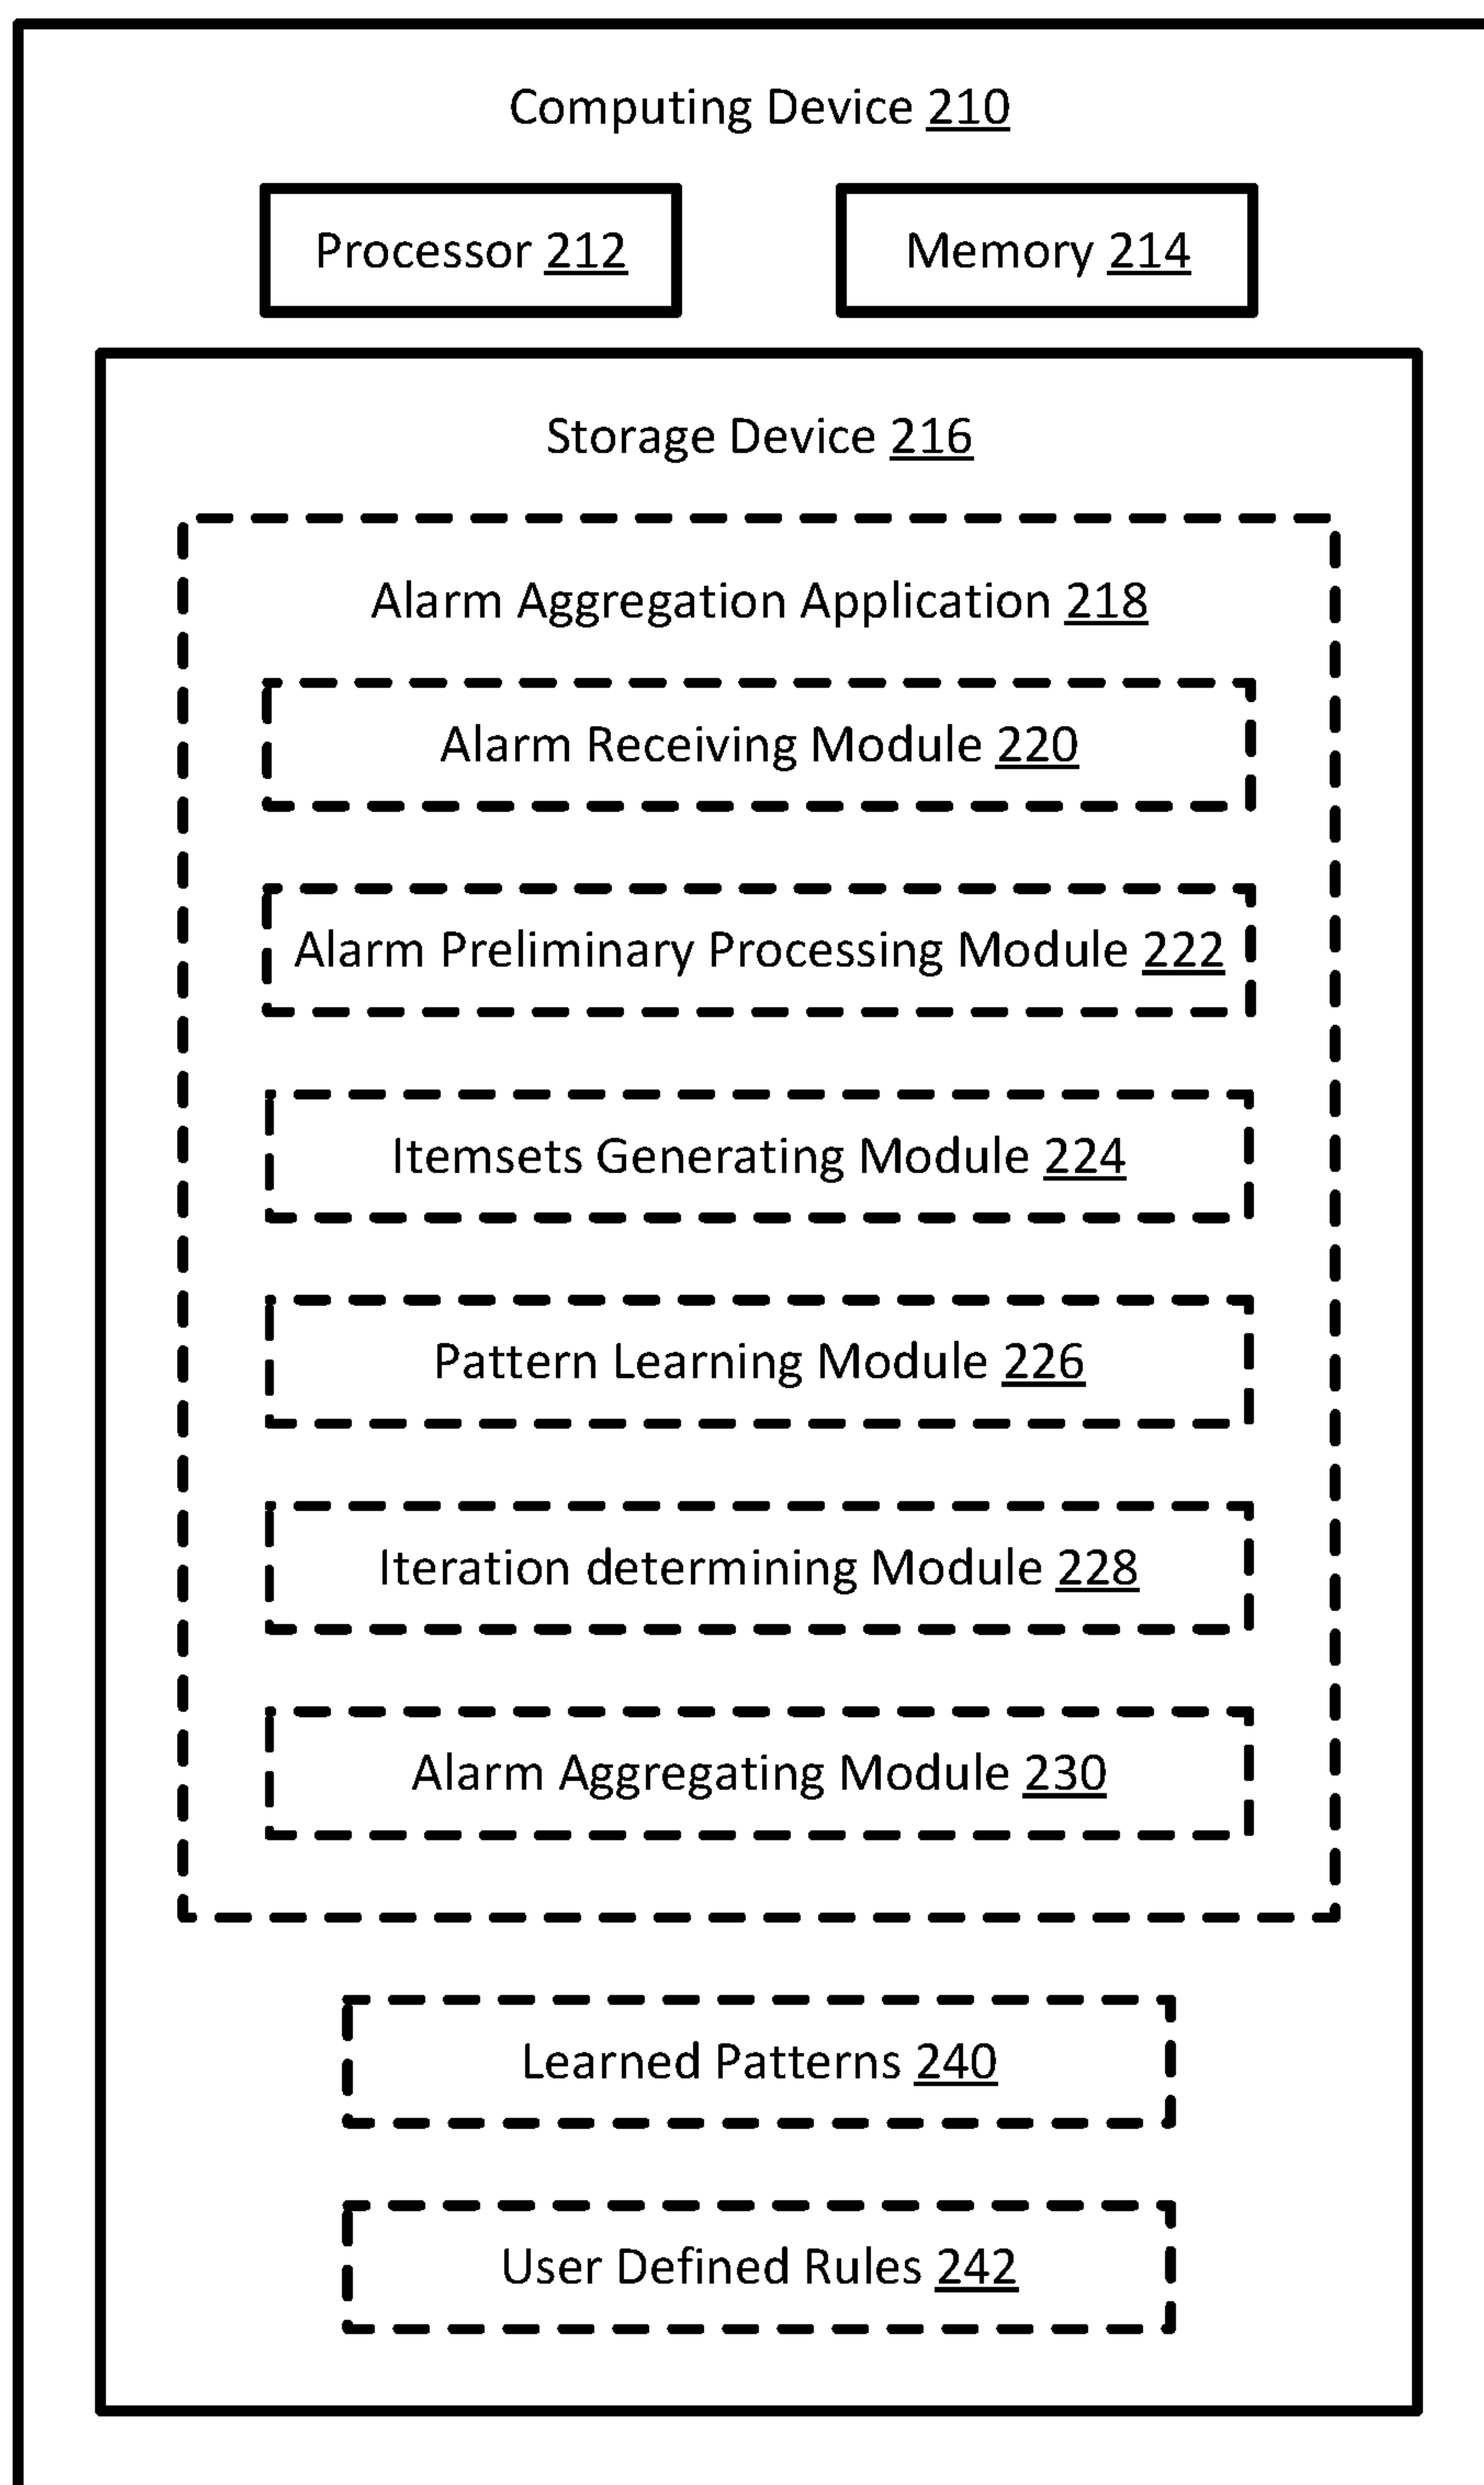 Computing Device 210
Processor 212
Memory 214
Storage Device 216
Alarm Aggregation Application 218
Alarm Receiving Module 220
Alarm Preliminary Processing Module 222
Itemsets Generating Module 224
Pattern Learning Module 226
Iteration determining Module 228
Alarm Aggregating Module 230
Learned Patterns 240
User Defined Rules 242